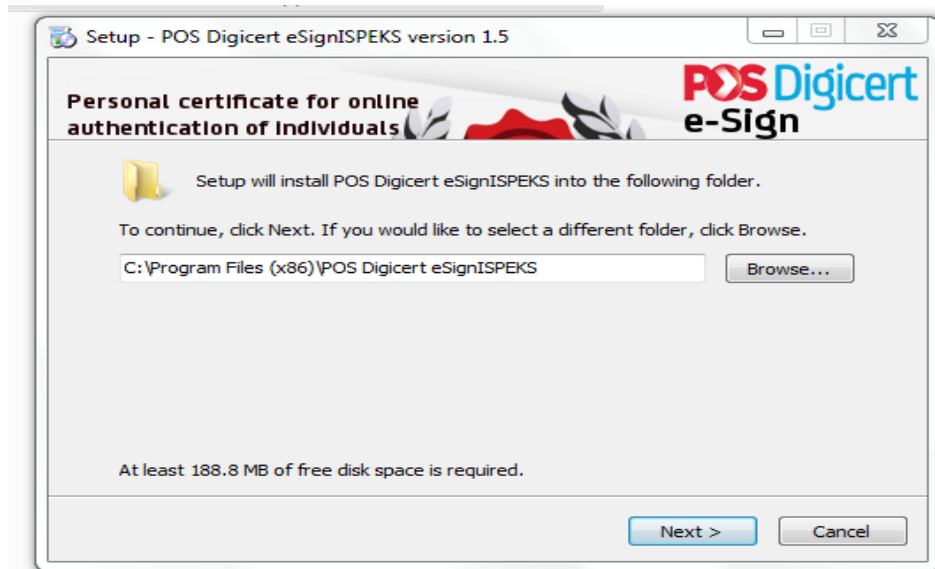 Setup - POS Digicert eSignISPEKS version 1.5
Personal certificate for online
authentication of individuals
POS Digicert
e-Sign
Setup will install POS Digicert eSignISPEKS into the following folder.
To continue, click Next. If you would like to select a different folder, click Browse.
C:\Program Files (x86)\POS Digicert eSignISPEKS
Browse...
At least 188.8 MB of free disk space is required.
Next >
Cancel